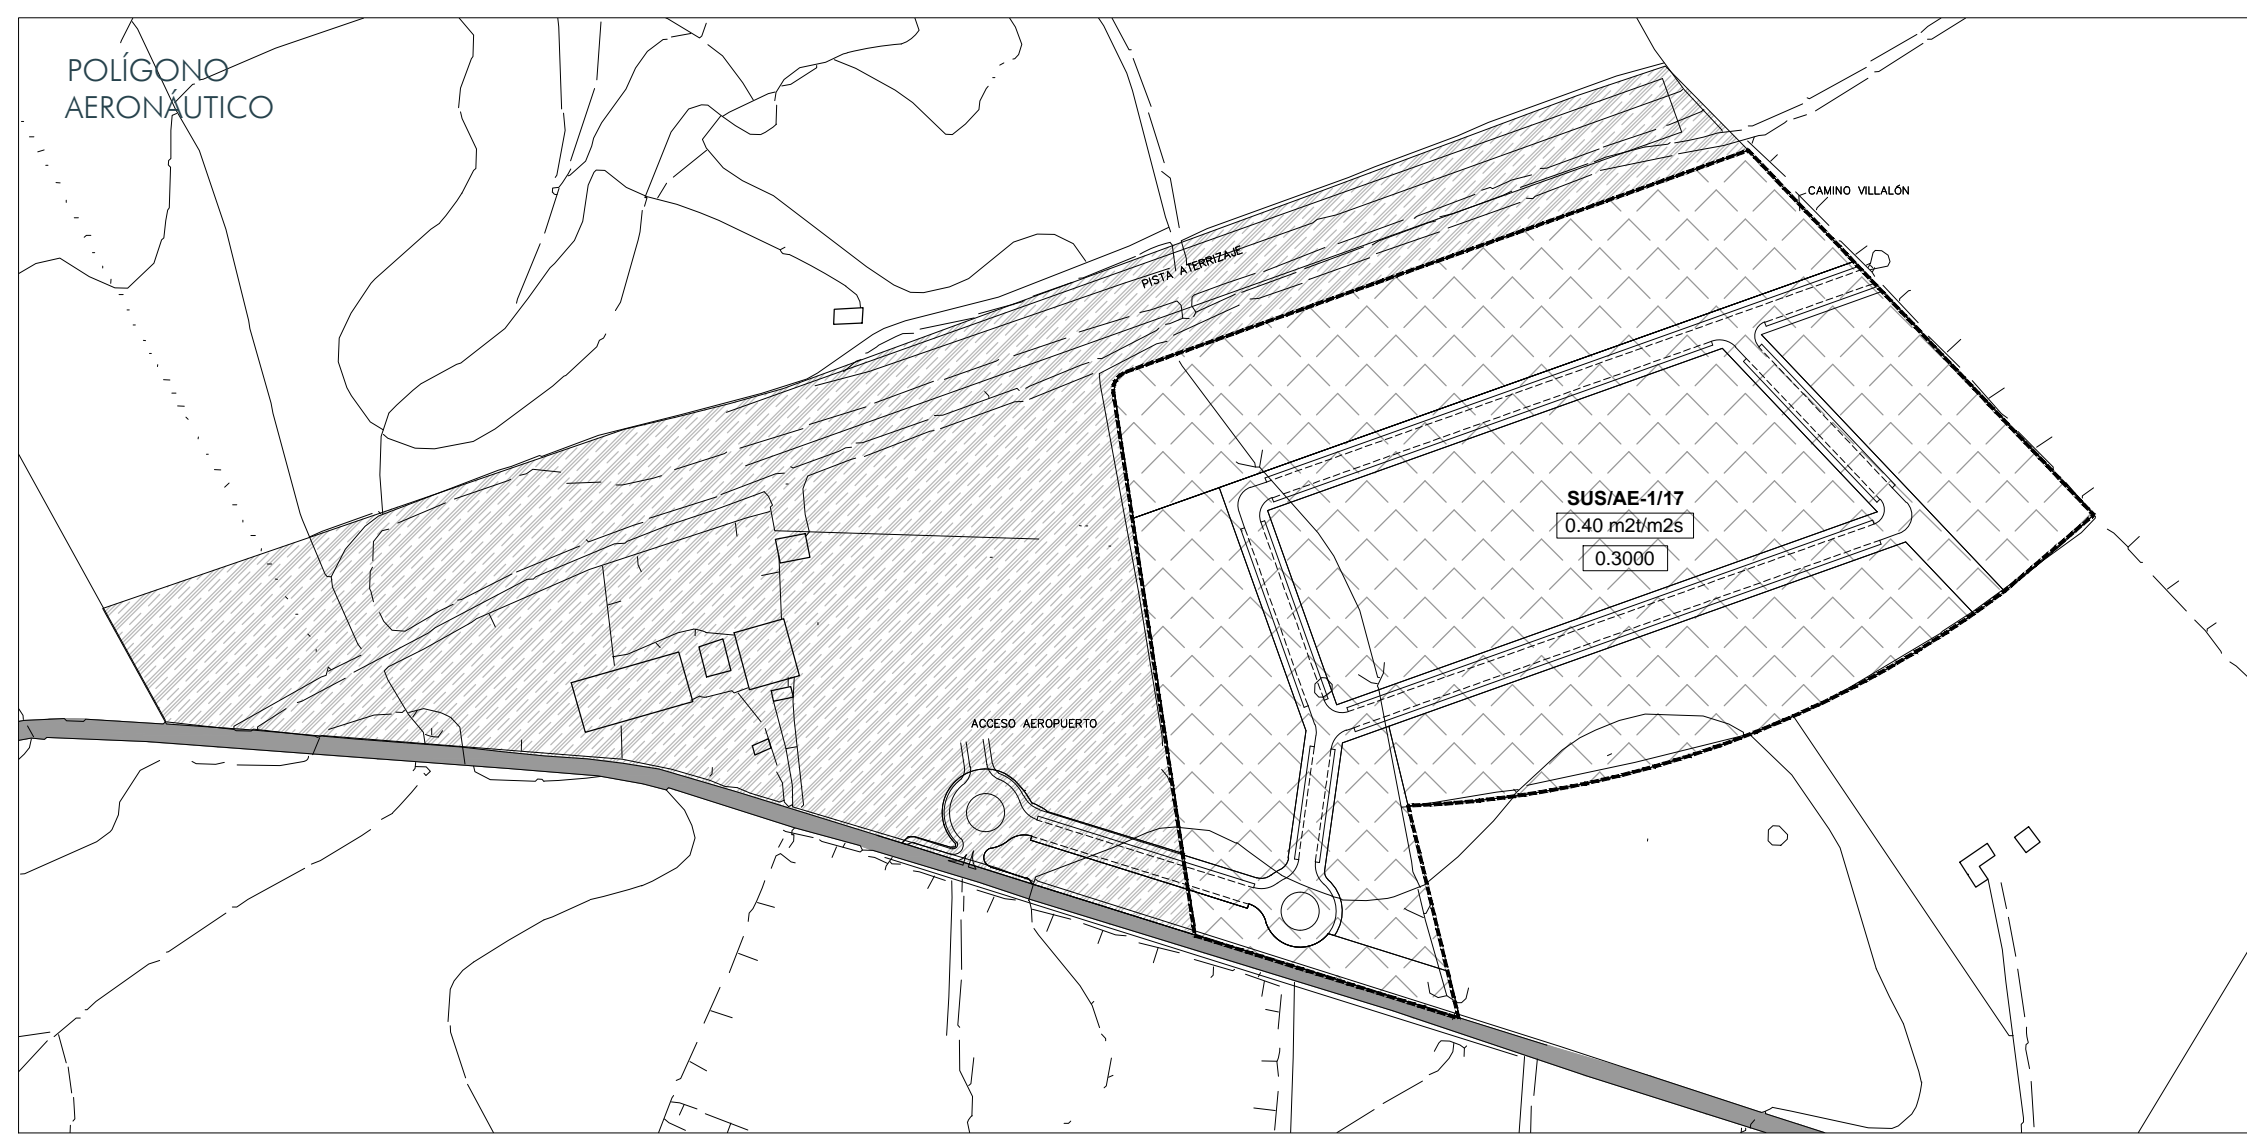 POLÍGONO
AERONÁUTICO
CAMINO VILLALÓN
PISTA ATERRIZAJE
SUS/AE-1/17
0.40 m2t/m2s
0.3000
ACCESO AEROPUERTO